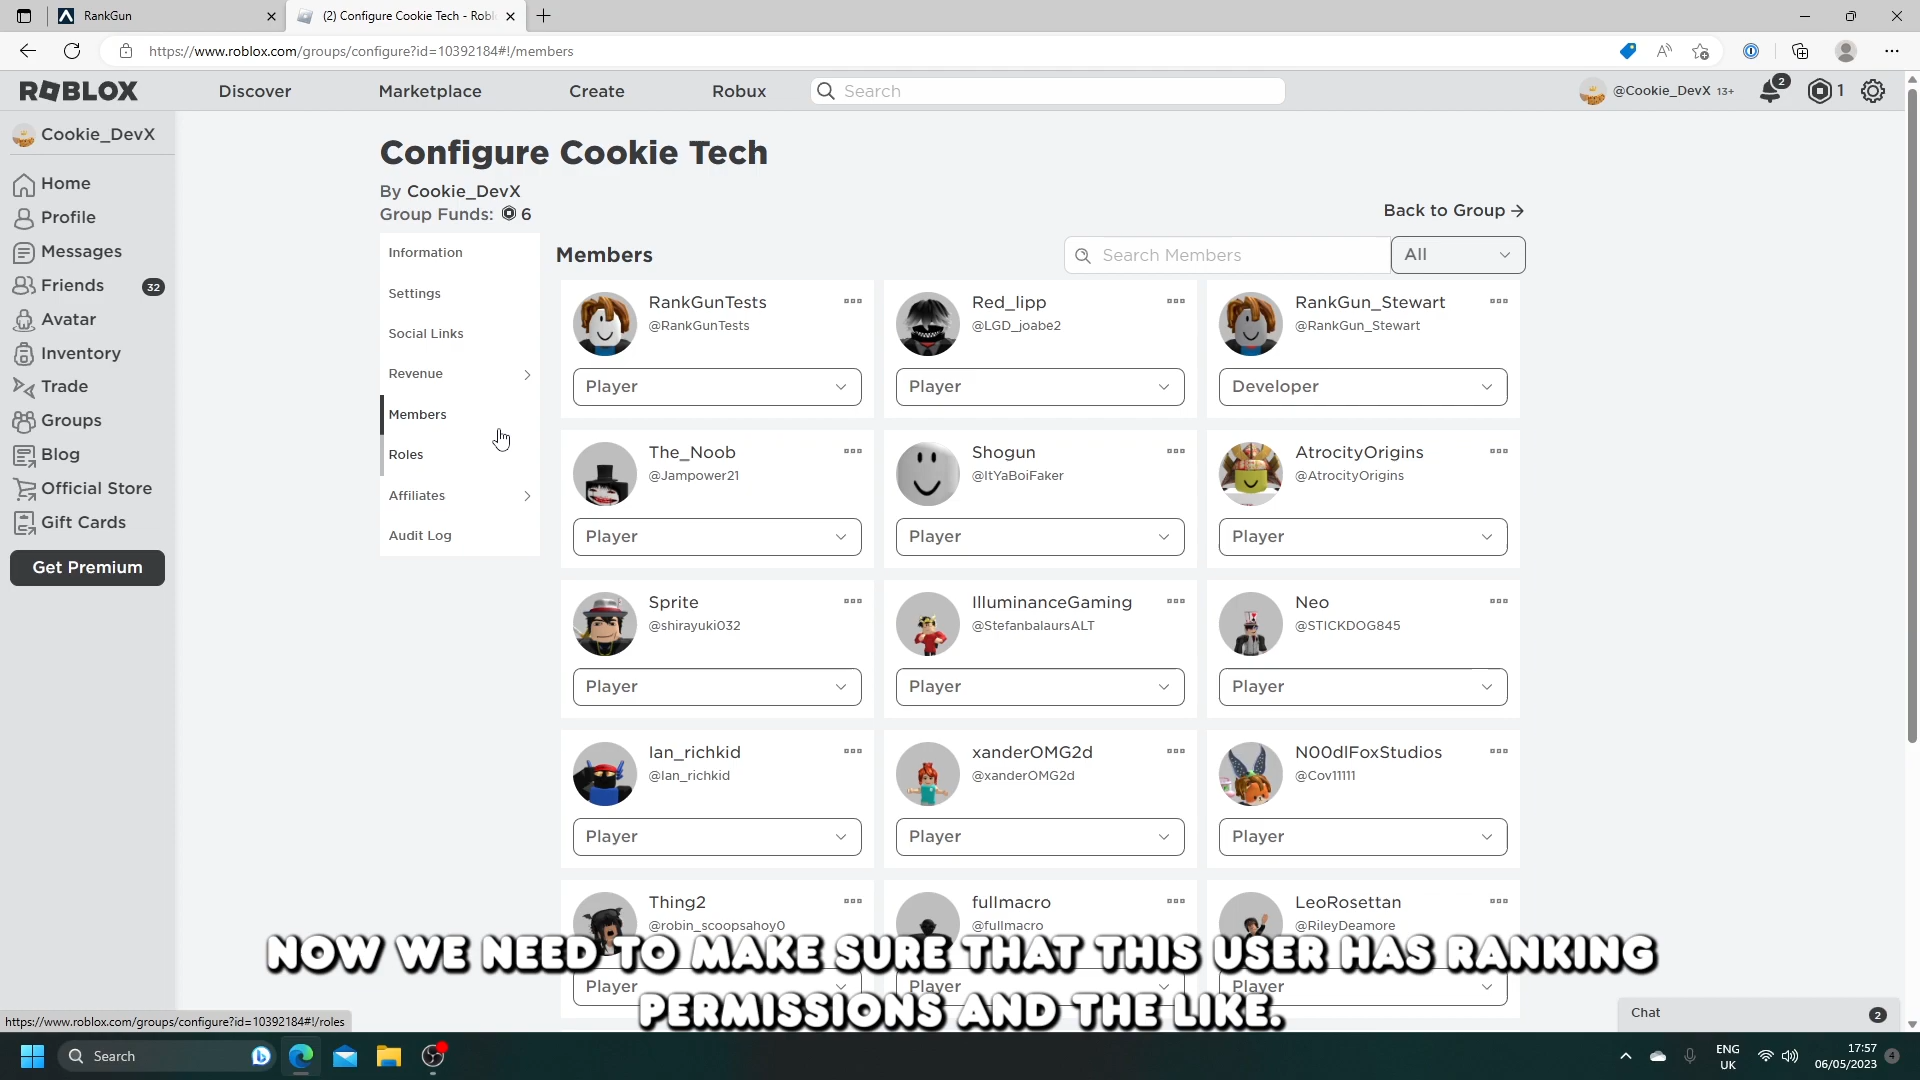 RankGun
(2) Configure Cookie Tech - Robl
https://www.roblox.com/groups/configure?id=10392184#!/members
ROBLOX
Discover
Marketplace
Create
Robux
Search
@Cookie_DevX 13+
2
1
Cookie_DevX
Home
Profile
Messages
Friends 32
Avatar
Inventory
Trade
Groups
Blog
Official Store
Gift Cards
Get Premium
Configure Cookie Tech
By Cookie_DevX
Group Funds: 6
Back to Group →
Information
Settings
Social Links
Revenue
Members
Roles
Affiliates
Audit Log
Members
Search Members
All
RankGunTests
@RankGunTests
Player
Red_lipp
@LGD_joabe2
Player
RankGun_Stewart
@RankGun_Stewart
Developer
The_Noob
@Jampower21
Player
Shogun
@ItYaBoiFaker
Player
AtrocityOrigins
@AtrocityOrigins
Player
Sprite
@shirayuki032
Player
IlluminanceGaming
@StefanbalaursALT
Player
Neo
@STICKDOG845
Player
Ian_richkid
@Ian_richkid
Player
xanderOMG2d
@xanderOMG2d
Player
N00dlFoxStudios
@Cov11111
Player
Thing2
@robin_scoopsahoy0
Player
fullmacro
@fullmacro
Player
LeoRosettan
@RileyDeamore
Player
NOW WE NEED TO MAKE SURE THAT THIS USER HAS RANKING
PERMISSIONS AND THE LIKE.
Chat 2
https://www.roblox.com/groups/configure?id=10392184#!/roles
Search
ENG
UK
17:57
06/05/2023
4